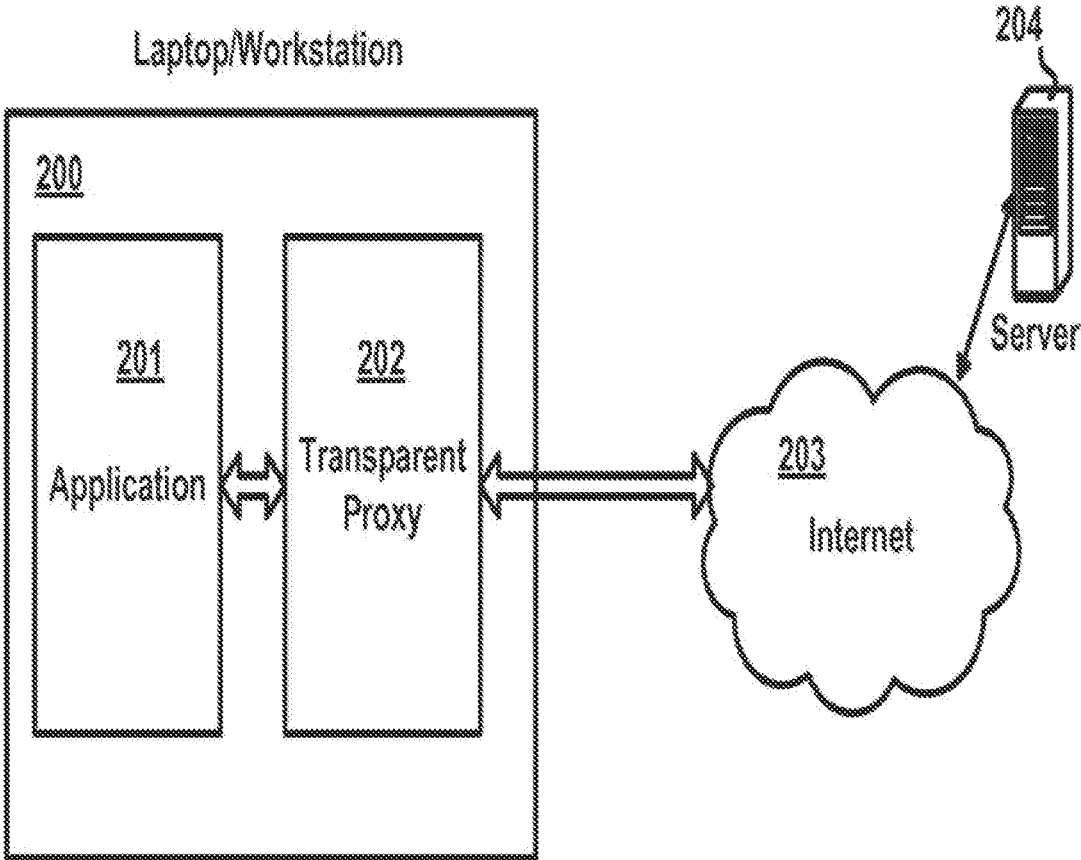 Laptop/Workstation
204
200
Server
201
202
Application
Transparent
Proxy
203
Internet